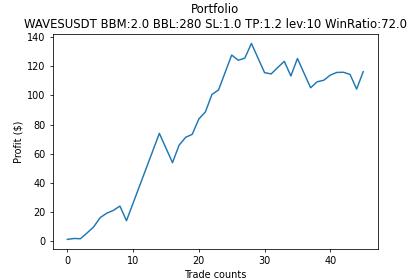 Portfolio
WAVESUSDT BBM:2.0 BBL:280 SL:1.0 TP:1.2 lev:10 WinRatio:72.0
140
120
100
80
60
40
20
0
Profit ($)
0 10 20 30 40
Trade counts